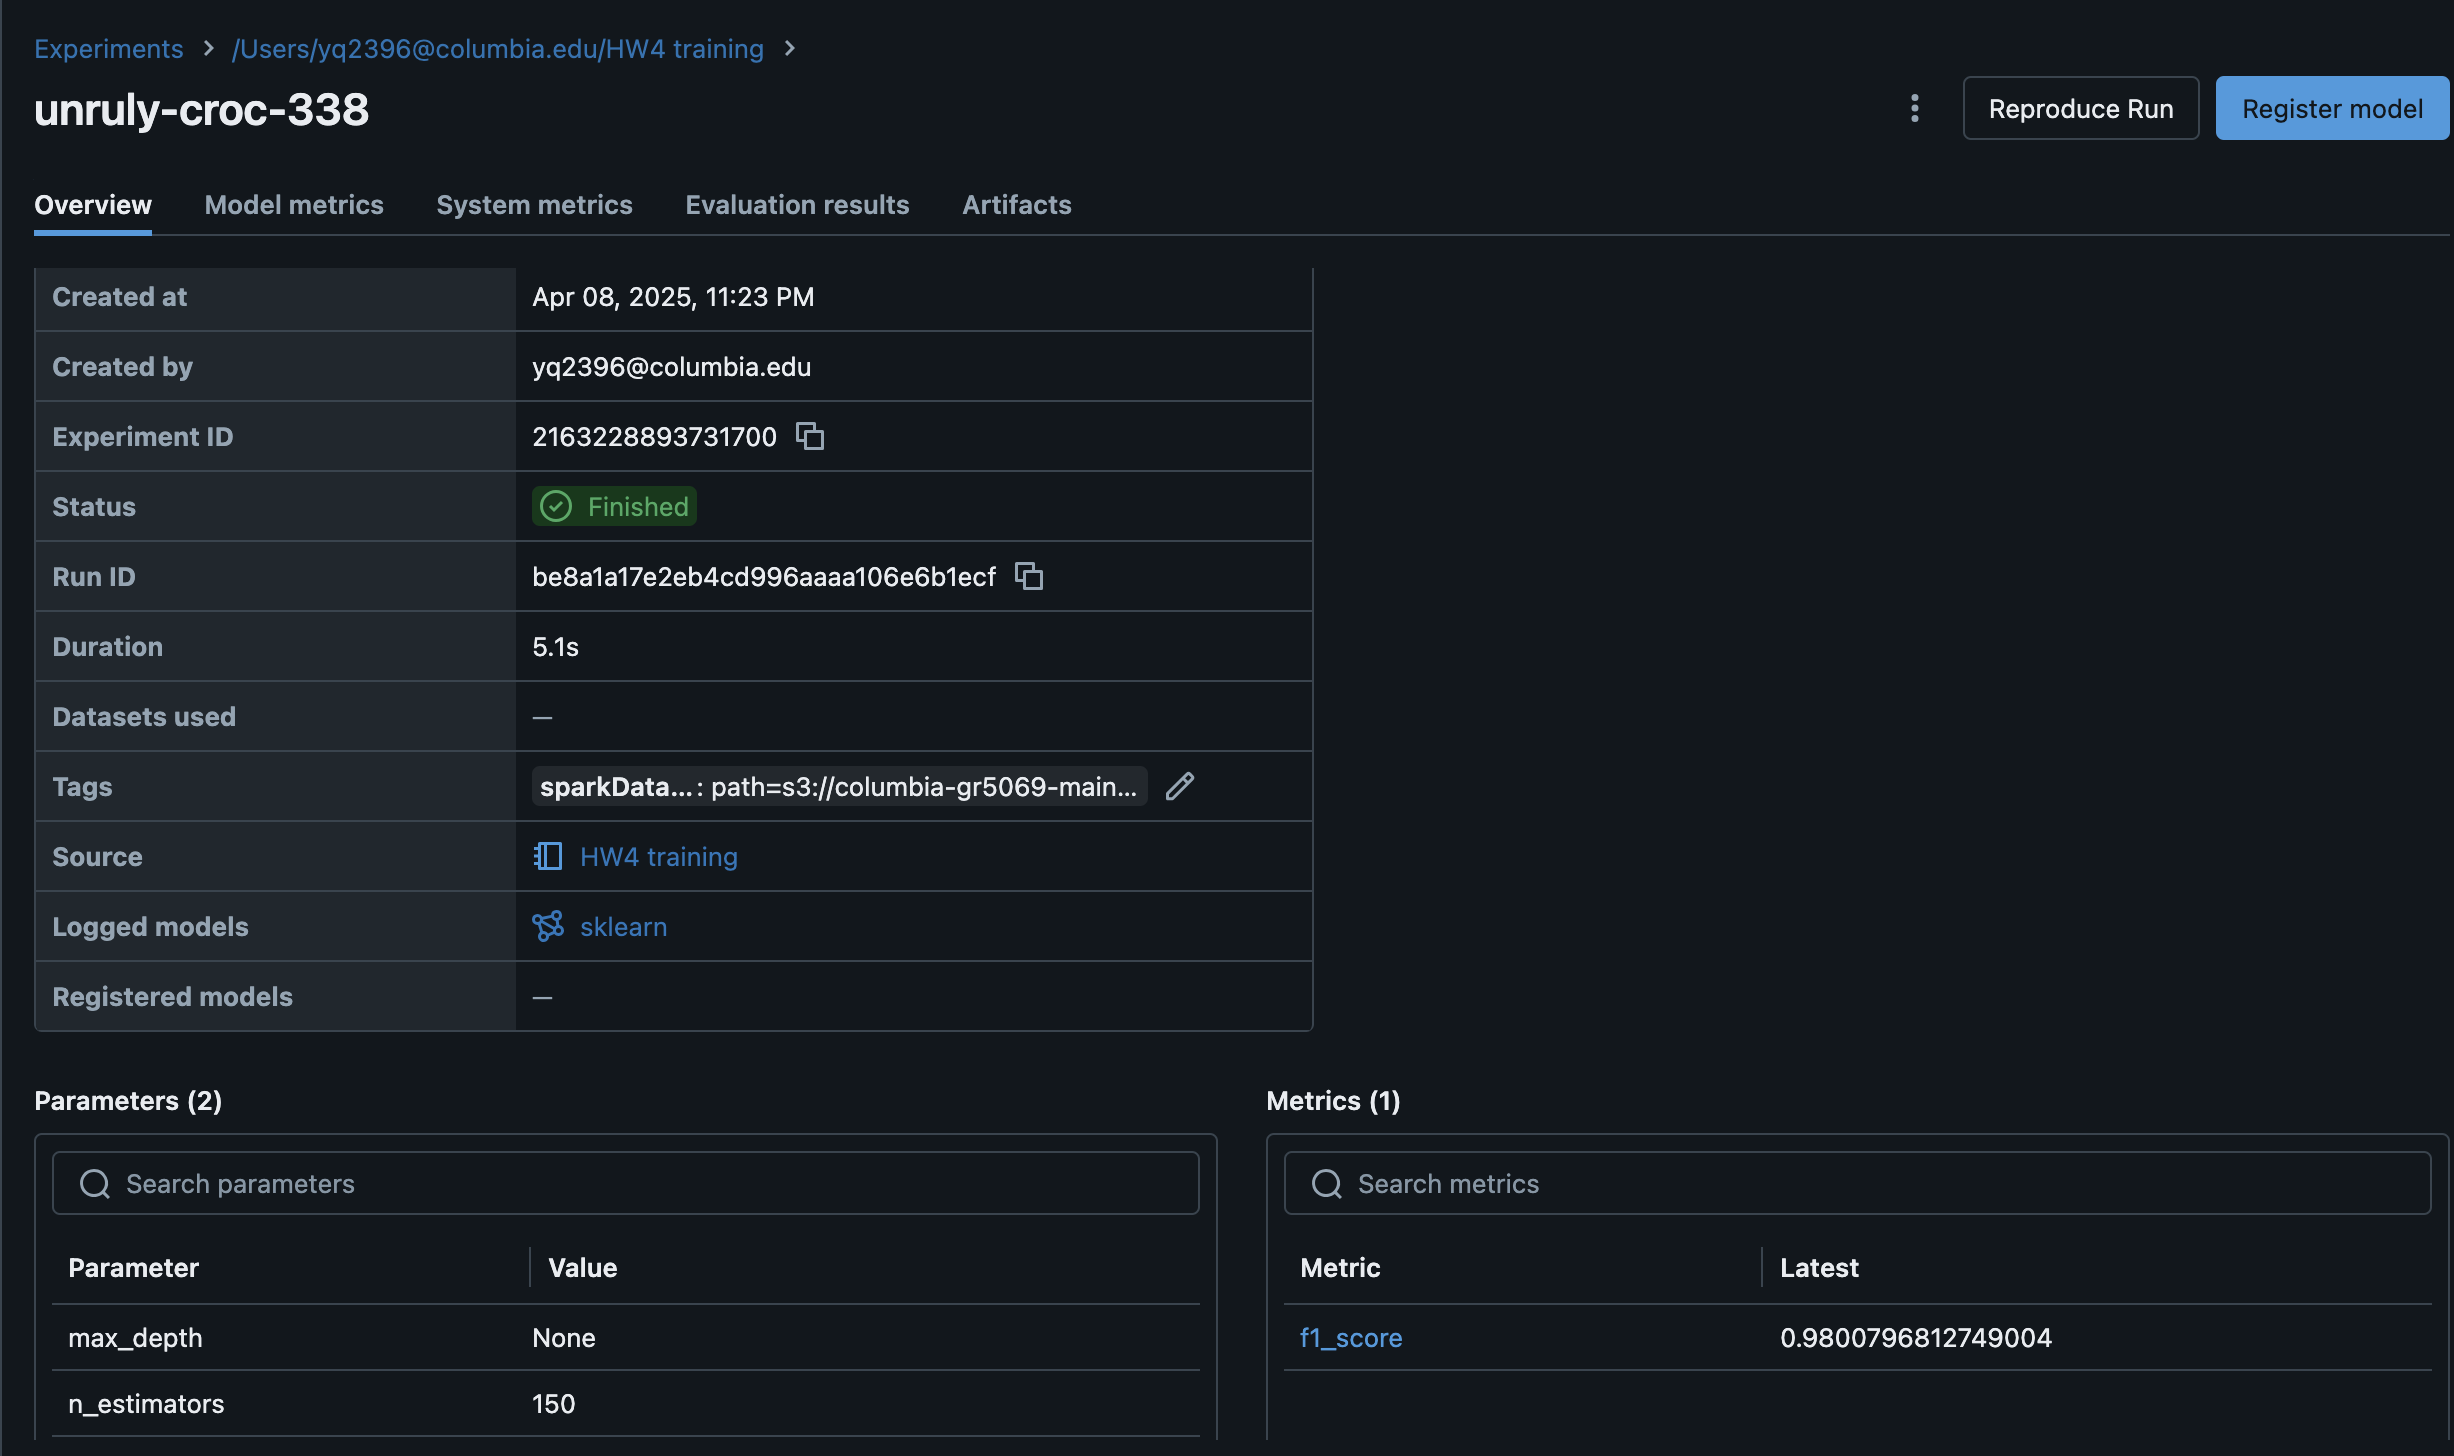 Experiments > /Users/yq2396@columbia.edu/HW4 training >
unruly-croc-338
Reproduce Run
Register model
Overview Model metrics System metrics Evaluation results Artifacts
Created at Apr 08, 2025, 11:23 PM
Created by yq2396@columbia.edu
Experiment ID 2163228893731700
Status Finished
Run ID be8a1a17e2eb4cd996aaaa106e6b1ecf
Duration 5.1s
Datasets used —
Tags sparkData... : path=s3://columbia-gr5069-main...
Source HW4 training
Logged models sklearn
Registered models —
Parameters (2)
Search parameters
Parameter Value
max_depth None
n_estimators 150
Metrics (1)
Search metrics
Metric Latest
f1_score 0.9800796812749004